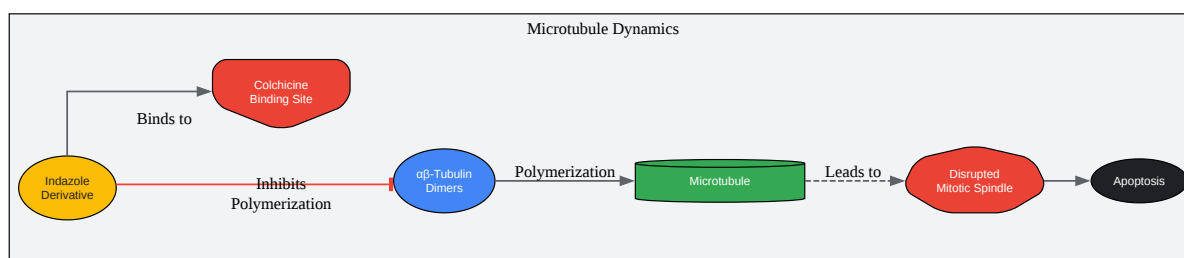 Microtubule Dynamics
Colchicine
Binding Site
Binds to
Indazole
Derivative
Inhibits
Polymerization
αβ-Tubulin
Dimers
Polymerization
Microtubule
Leads to
Disrupted
Mitotic Spindle
Apoptosis